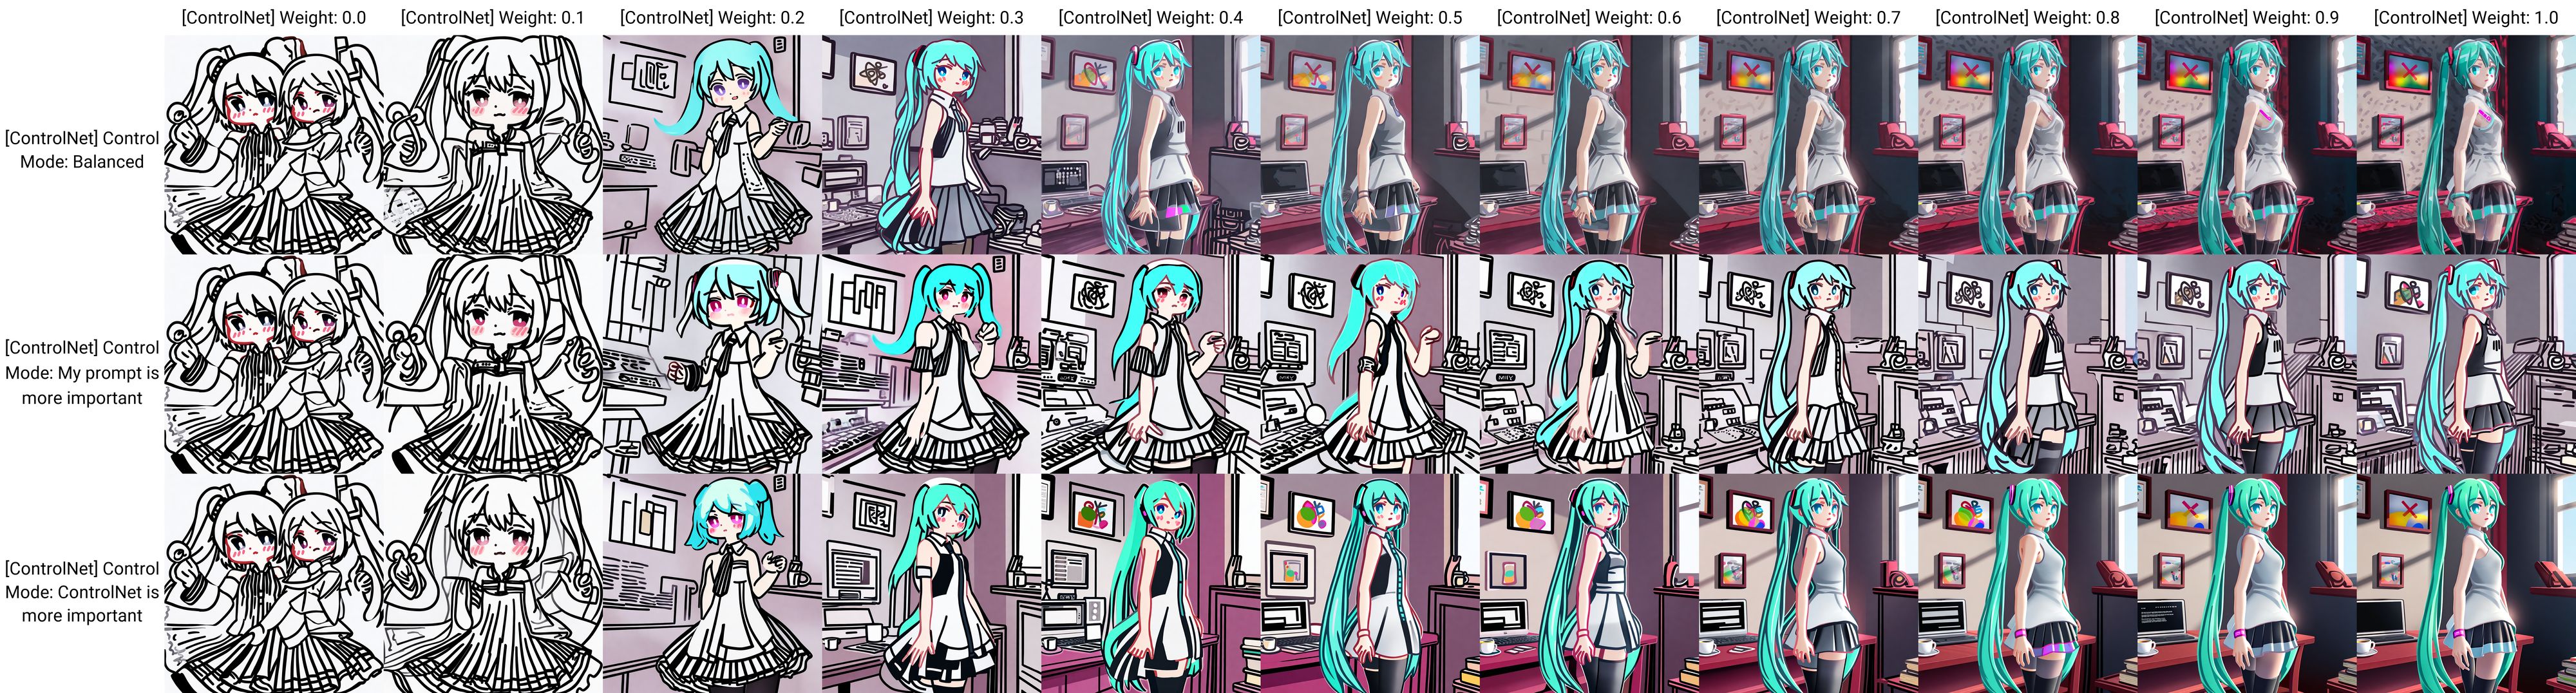 [ControlNet] Weight: 0.0 [ControlNet] Weight: 0.1 [ControlNet] Weight: 0.2 [ControlNet] Weight: 0.3 [ControlNet] Weight: 0.4 [ControlNet] Weight: 0.5 [ControlNet] Weight: 0.6 [ControlNet] Weight: 0.7 [ControlNet] Weight: 0.8 [ControlNet] Weight: 0.9 [ControlNet] Weight: 1.0
[ControlNet] Control
Mode: Balanced
[ControlNet] Control
Mode: My prompt is
more important
[ControlNet] Control
Mode: ControlNet is
more important